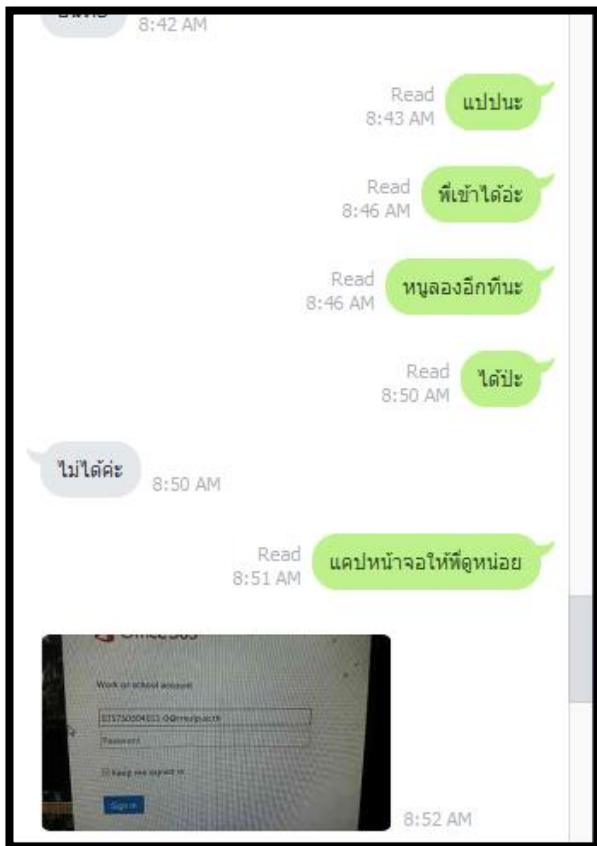 8:42 AM
Read
8:43 AM
แปปนะ
Read
8:46 AM
พี่เข้าได้อ่ะ
Read
8:46 AM
หนูลองอีกทีนะ
Read
8:50 AM
ได้ป่ะ
ไม่ได้ค่ะ
8:50 AM
Read
8:51 AM
แคปหน้าจอให้พี่ดูหน่อย
Office 365
Work or school account
Password
Keep me signed in
Sign in
8:52 AM